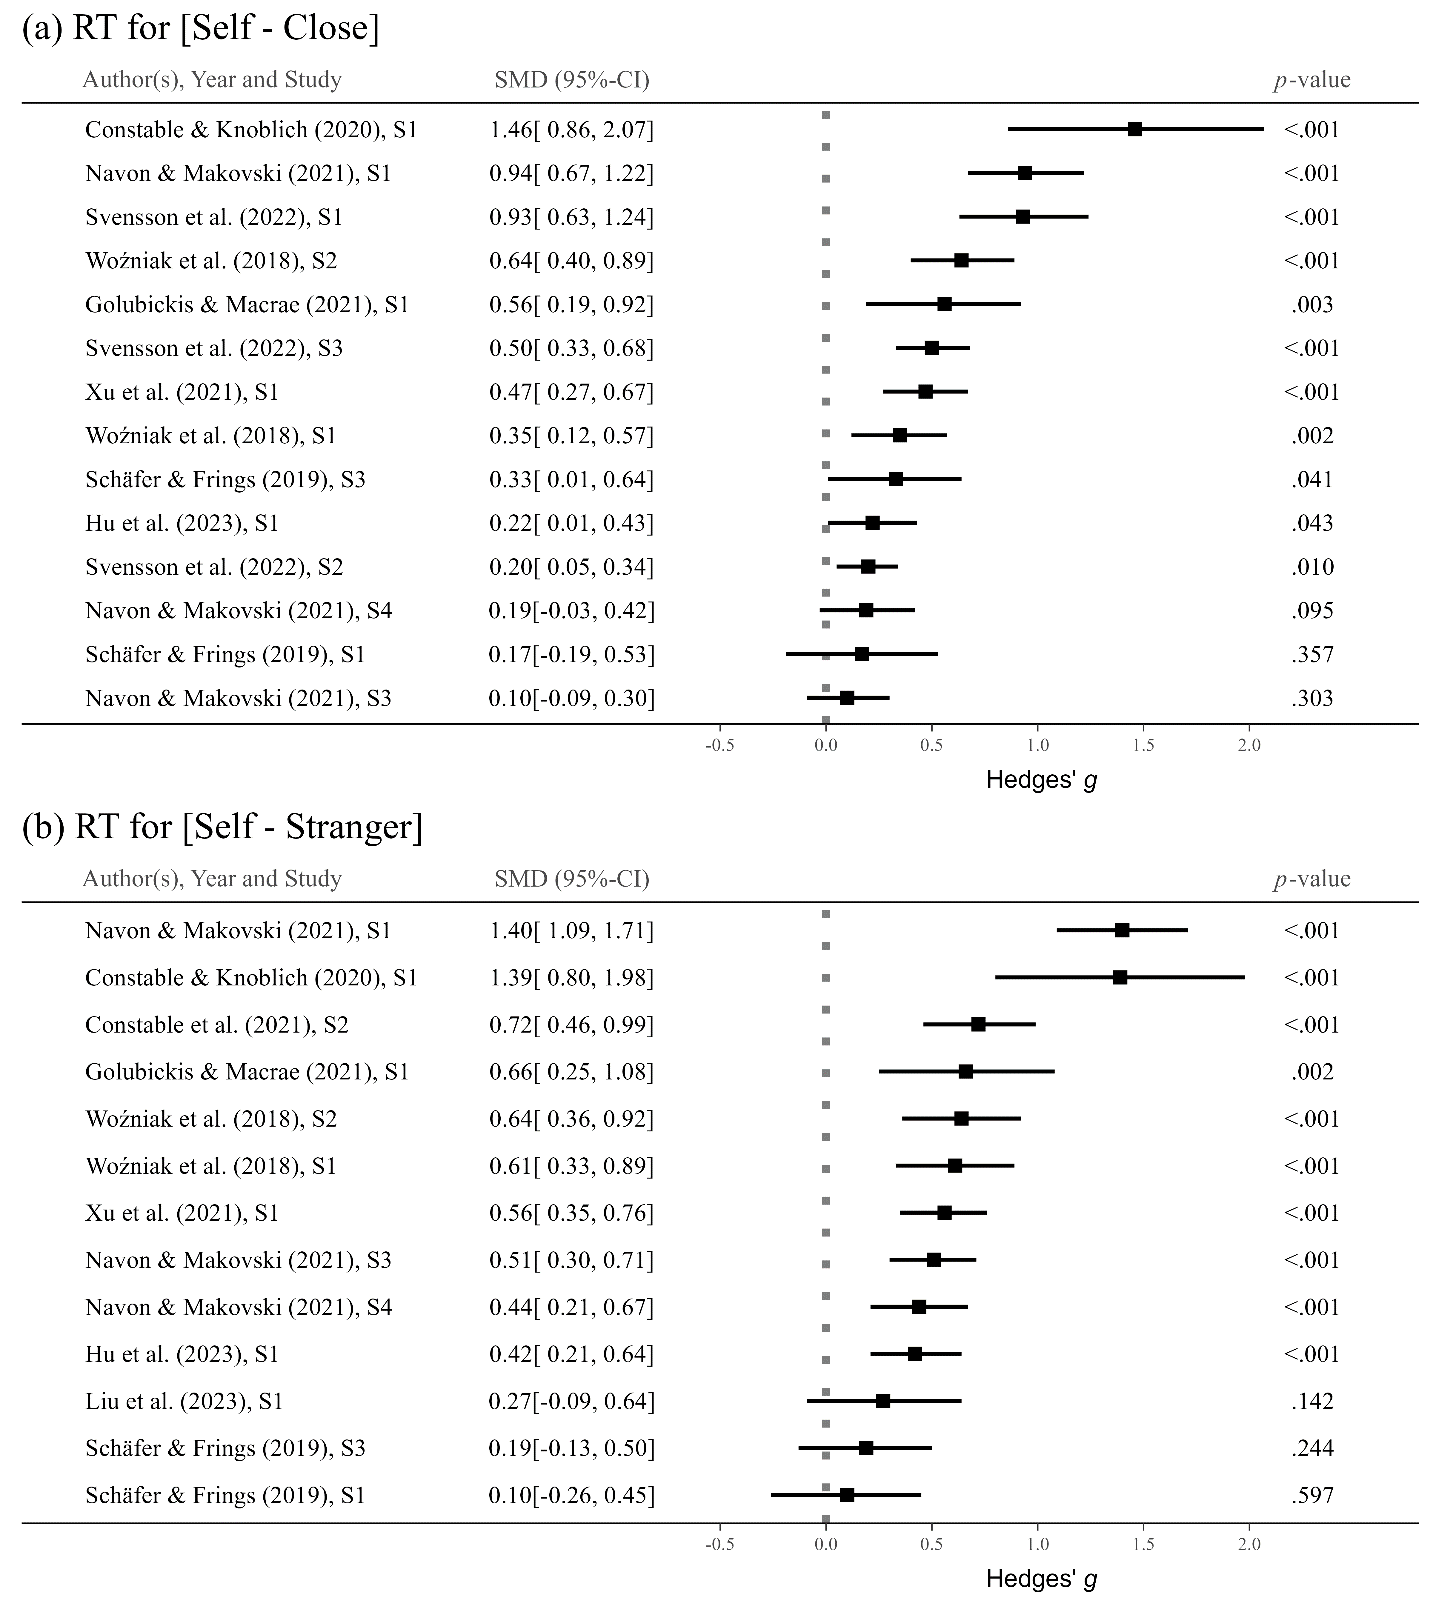 (a) RT for [Self - Close]
Author(s), Year and Study SMD (95%-CI) p-value
Constable & Knoblich (2020), S1 1.46[ 0.86, 2.07] <.001
Navon & Makovski (2021), S1 0.94[ 0.67, 1.22] <.001
Svensson et al. (2022), S1 0.93[ 0.63, 1.24] <.001
Woźniak et al. (2018), S2 0.64[ 0.40, 0.89] <.001
Golubickis & Macrae (2021), S1 0.56[ 0.19, 0.92] .003
Svensson et al. (2022), S3 0.50[ 0.33, 0.68] <.001
Xu et al. (2021), S1 0.47[ 0.27, 0.67] <.001
Woźniak et al. (2018), S1 0.35[ 0.12, 0.57] .002
Schäfer & Frings (2019), S3 0.33[ 0.01, 0.64] .041
Hu et al. (2023), S1 0.22[ 0.01, 0.43] .043
Svensson et al. (2022), S2 0.20[ 0.05, 0.34] .010
Navon & Makovski (2021), S4 0.19[-0.03, 0.42] .095
Schäfer & Frings (2019), S1 0.17[-0.19, 0.53] .357
Navon & Makovski (2021), S3 0.10[-0.09, 0.30] .303
-0.5 0.0 0.5 1.0 1.5 2.0
Hedges' g
(b) RT for [Self - Stranger]
Author(s), Year and Study SMD (95%-CI) p-value
Navon & Makovski (2021), S1 1.40[ 1.09, 1.71] <.001
Constable & Knoblich (2020), S1 1.39[ 0.80, 1.98] <.001
Constable et al. (2021), S2 0.72[ 0.46, 0.99] <.001
Golubickis & Macrae (2021), S1 0.66[ 0.25, 1.08] .002
Woźniak et al. (2018), S2 0.64[ 0.36, 0.92] <.001
Woźniak et al. (2018), S1 0.61[ 0.33, 0.89] <.001
Xu et al. (2021), S1 0.56[ 0.35, 0.76] <.001
Navon & Makovski (2021), S3 0.51[ 0.30, 0.71] <.001
Navon & Makovski (2021), S4 0.44[ 0.21, 0.67] <.001
Hu et al. (2023), S1 0.42[ 0.21, 0.64] <.001
Liu et al. (2023), S1 0.27[-0.09, 0.64] .142
Schäfer & Frings (2019), S3 0.19[-0.13, 0.50] .244
Schäfer & Frings (2019), S1 0.10[-0.26, 0.45] .597
-0.5 0.0 0.5 1.0 1.5 2.0
Hedges' g